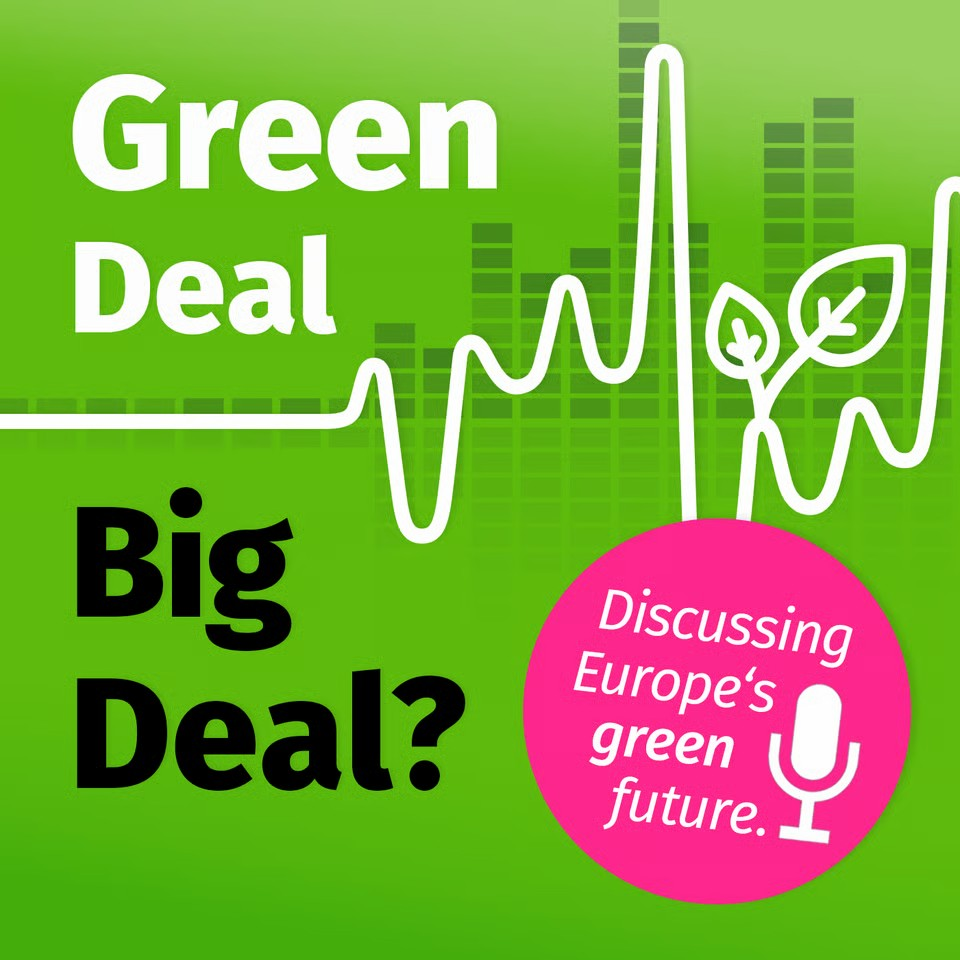 Green
Deal
Big
Deal?
Discussing
Europe‘s
green
future.